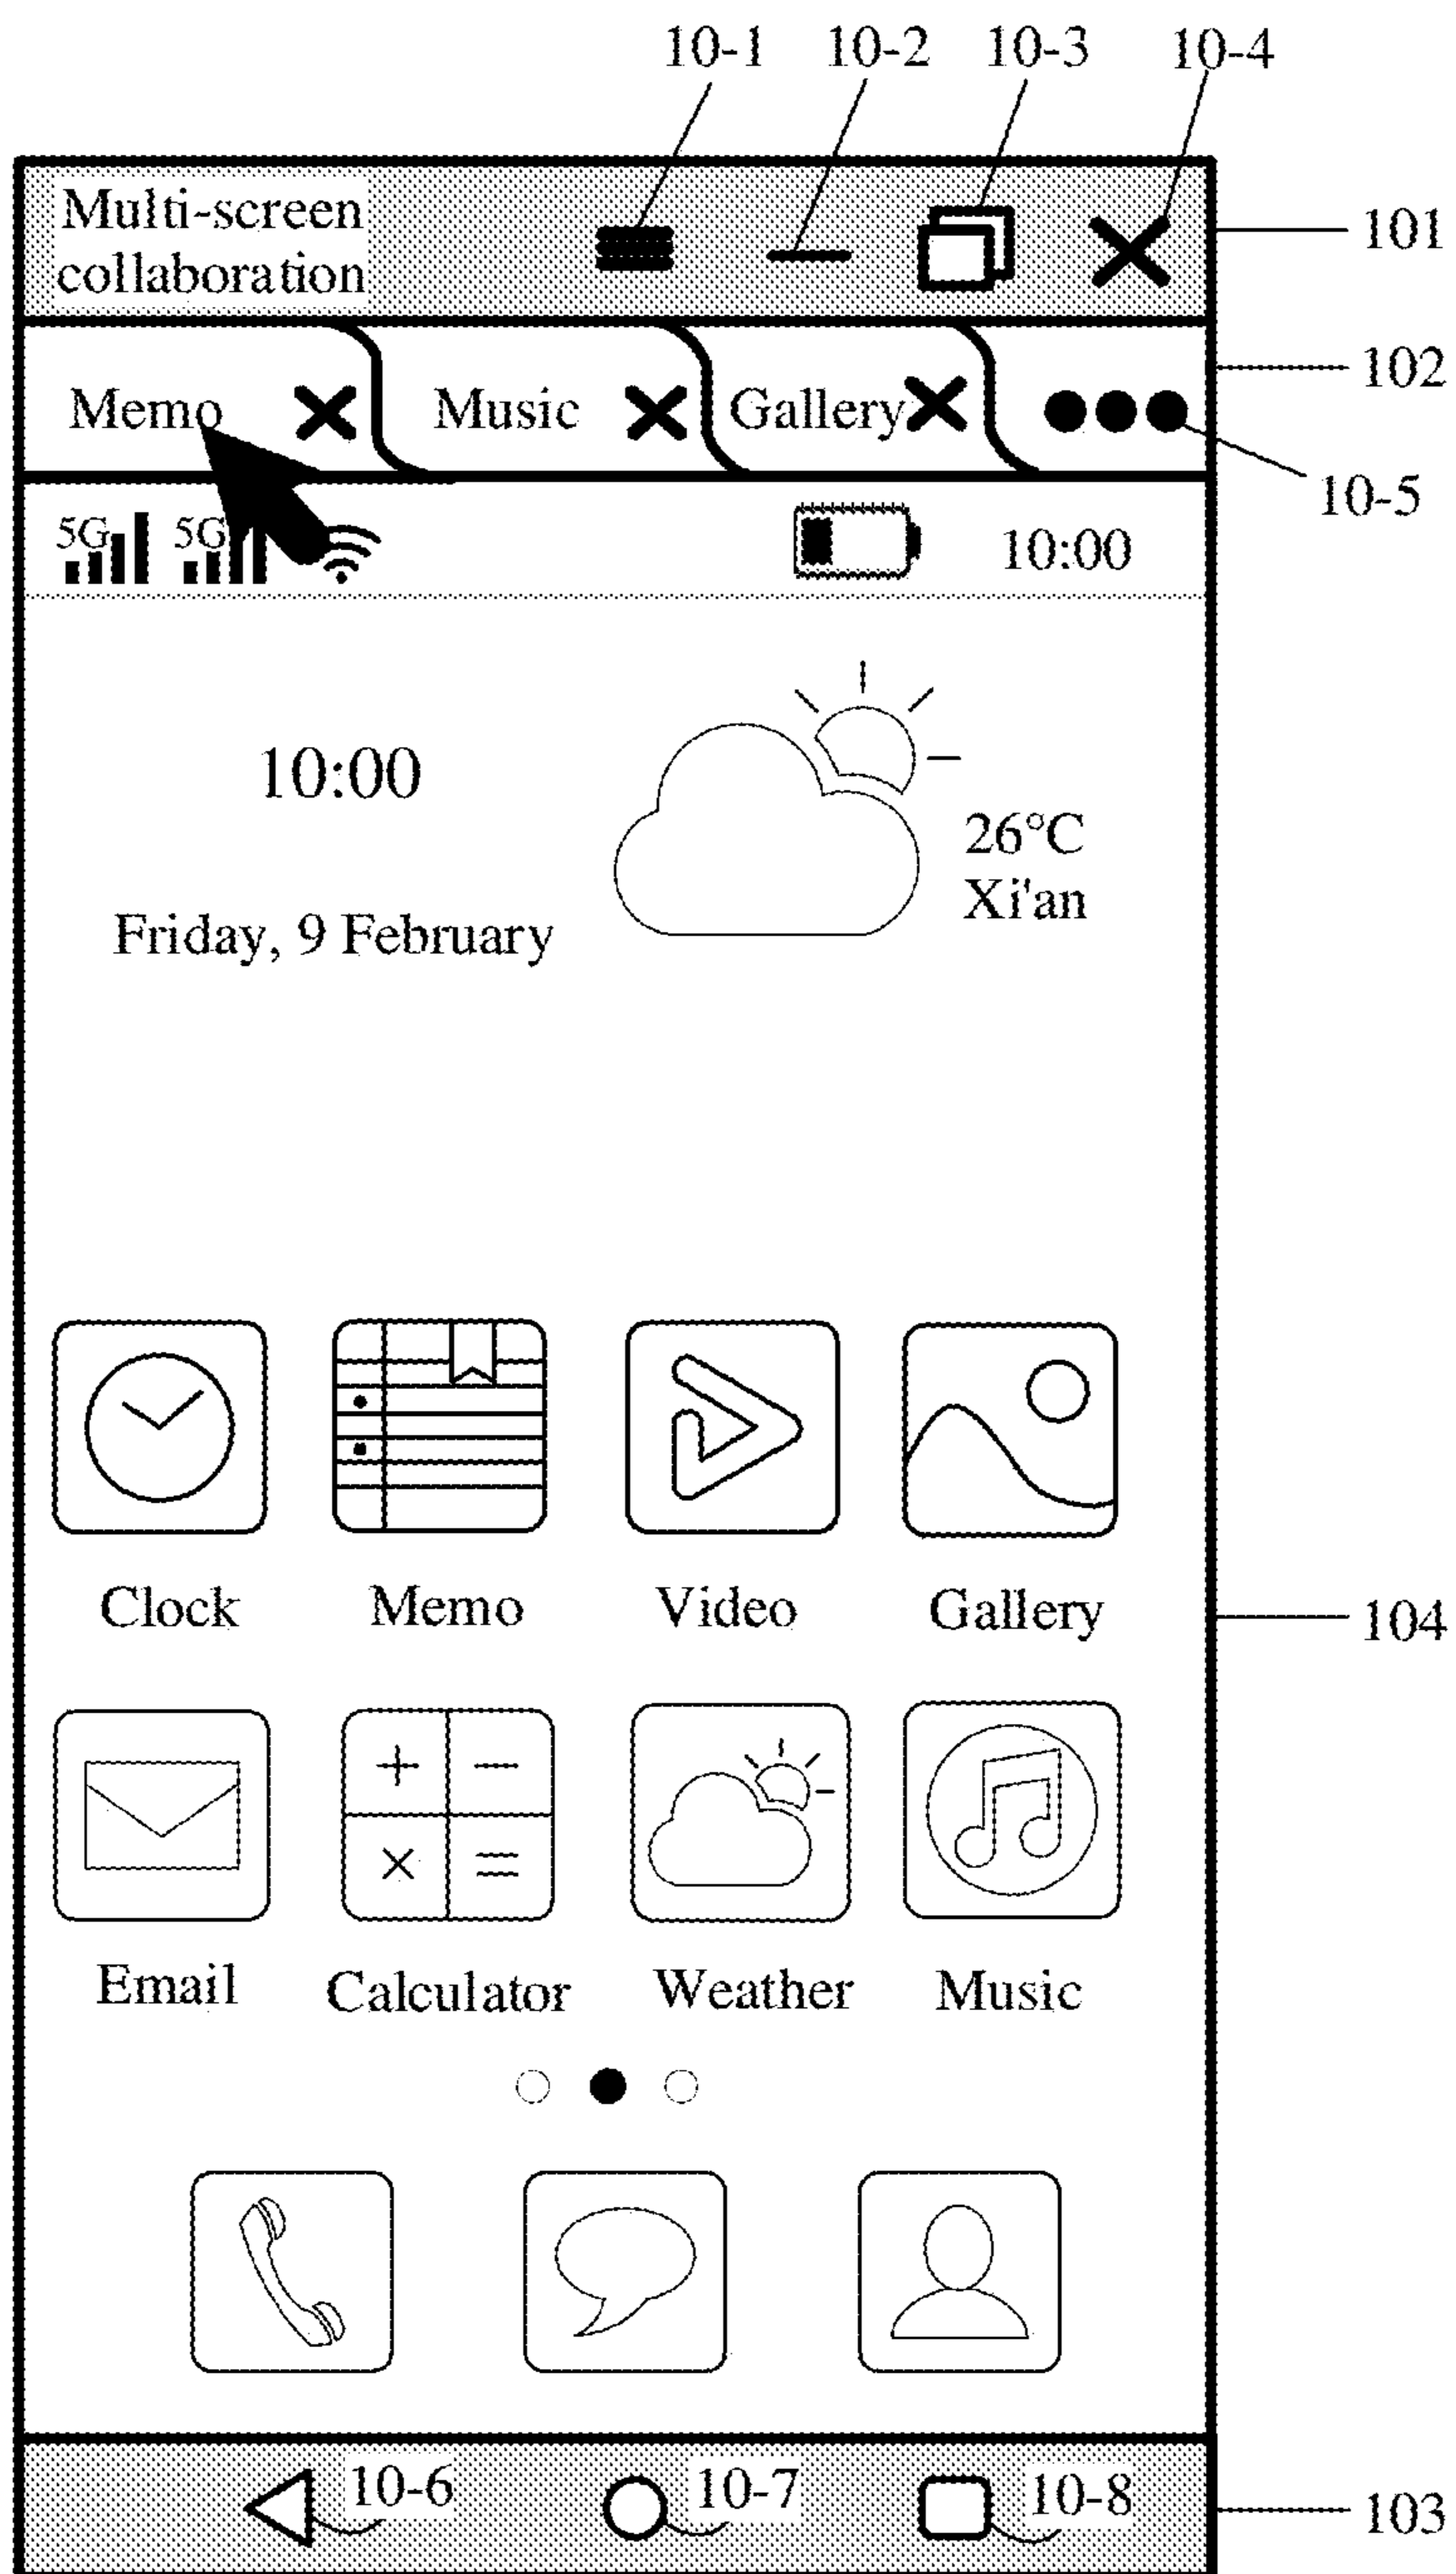 10-1 10-2 10-3 10-4
Multi-screen
collaboration
101
102
Memo Music Gallery
10-5
5G 5G 10:00
10:00
26°C
Xi'an
Friday, 9 February
Clock Memo Video Gallery
104
Email Calculator Weather Music
10-6 10-7 10-8
103